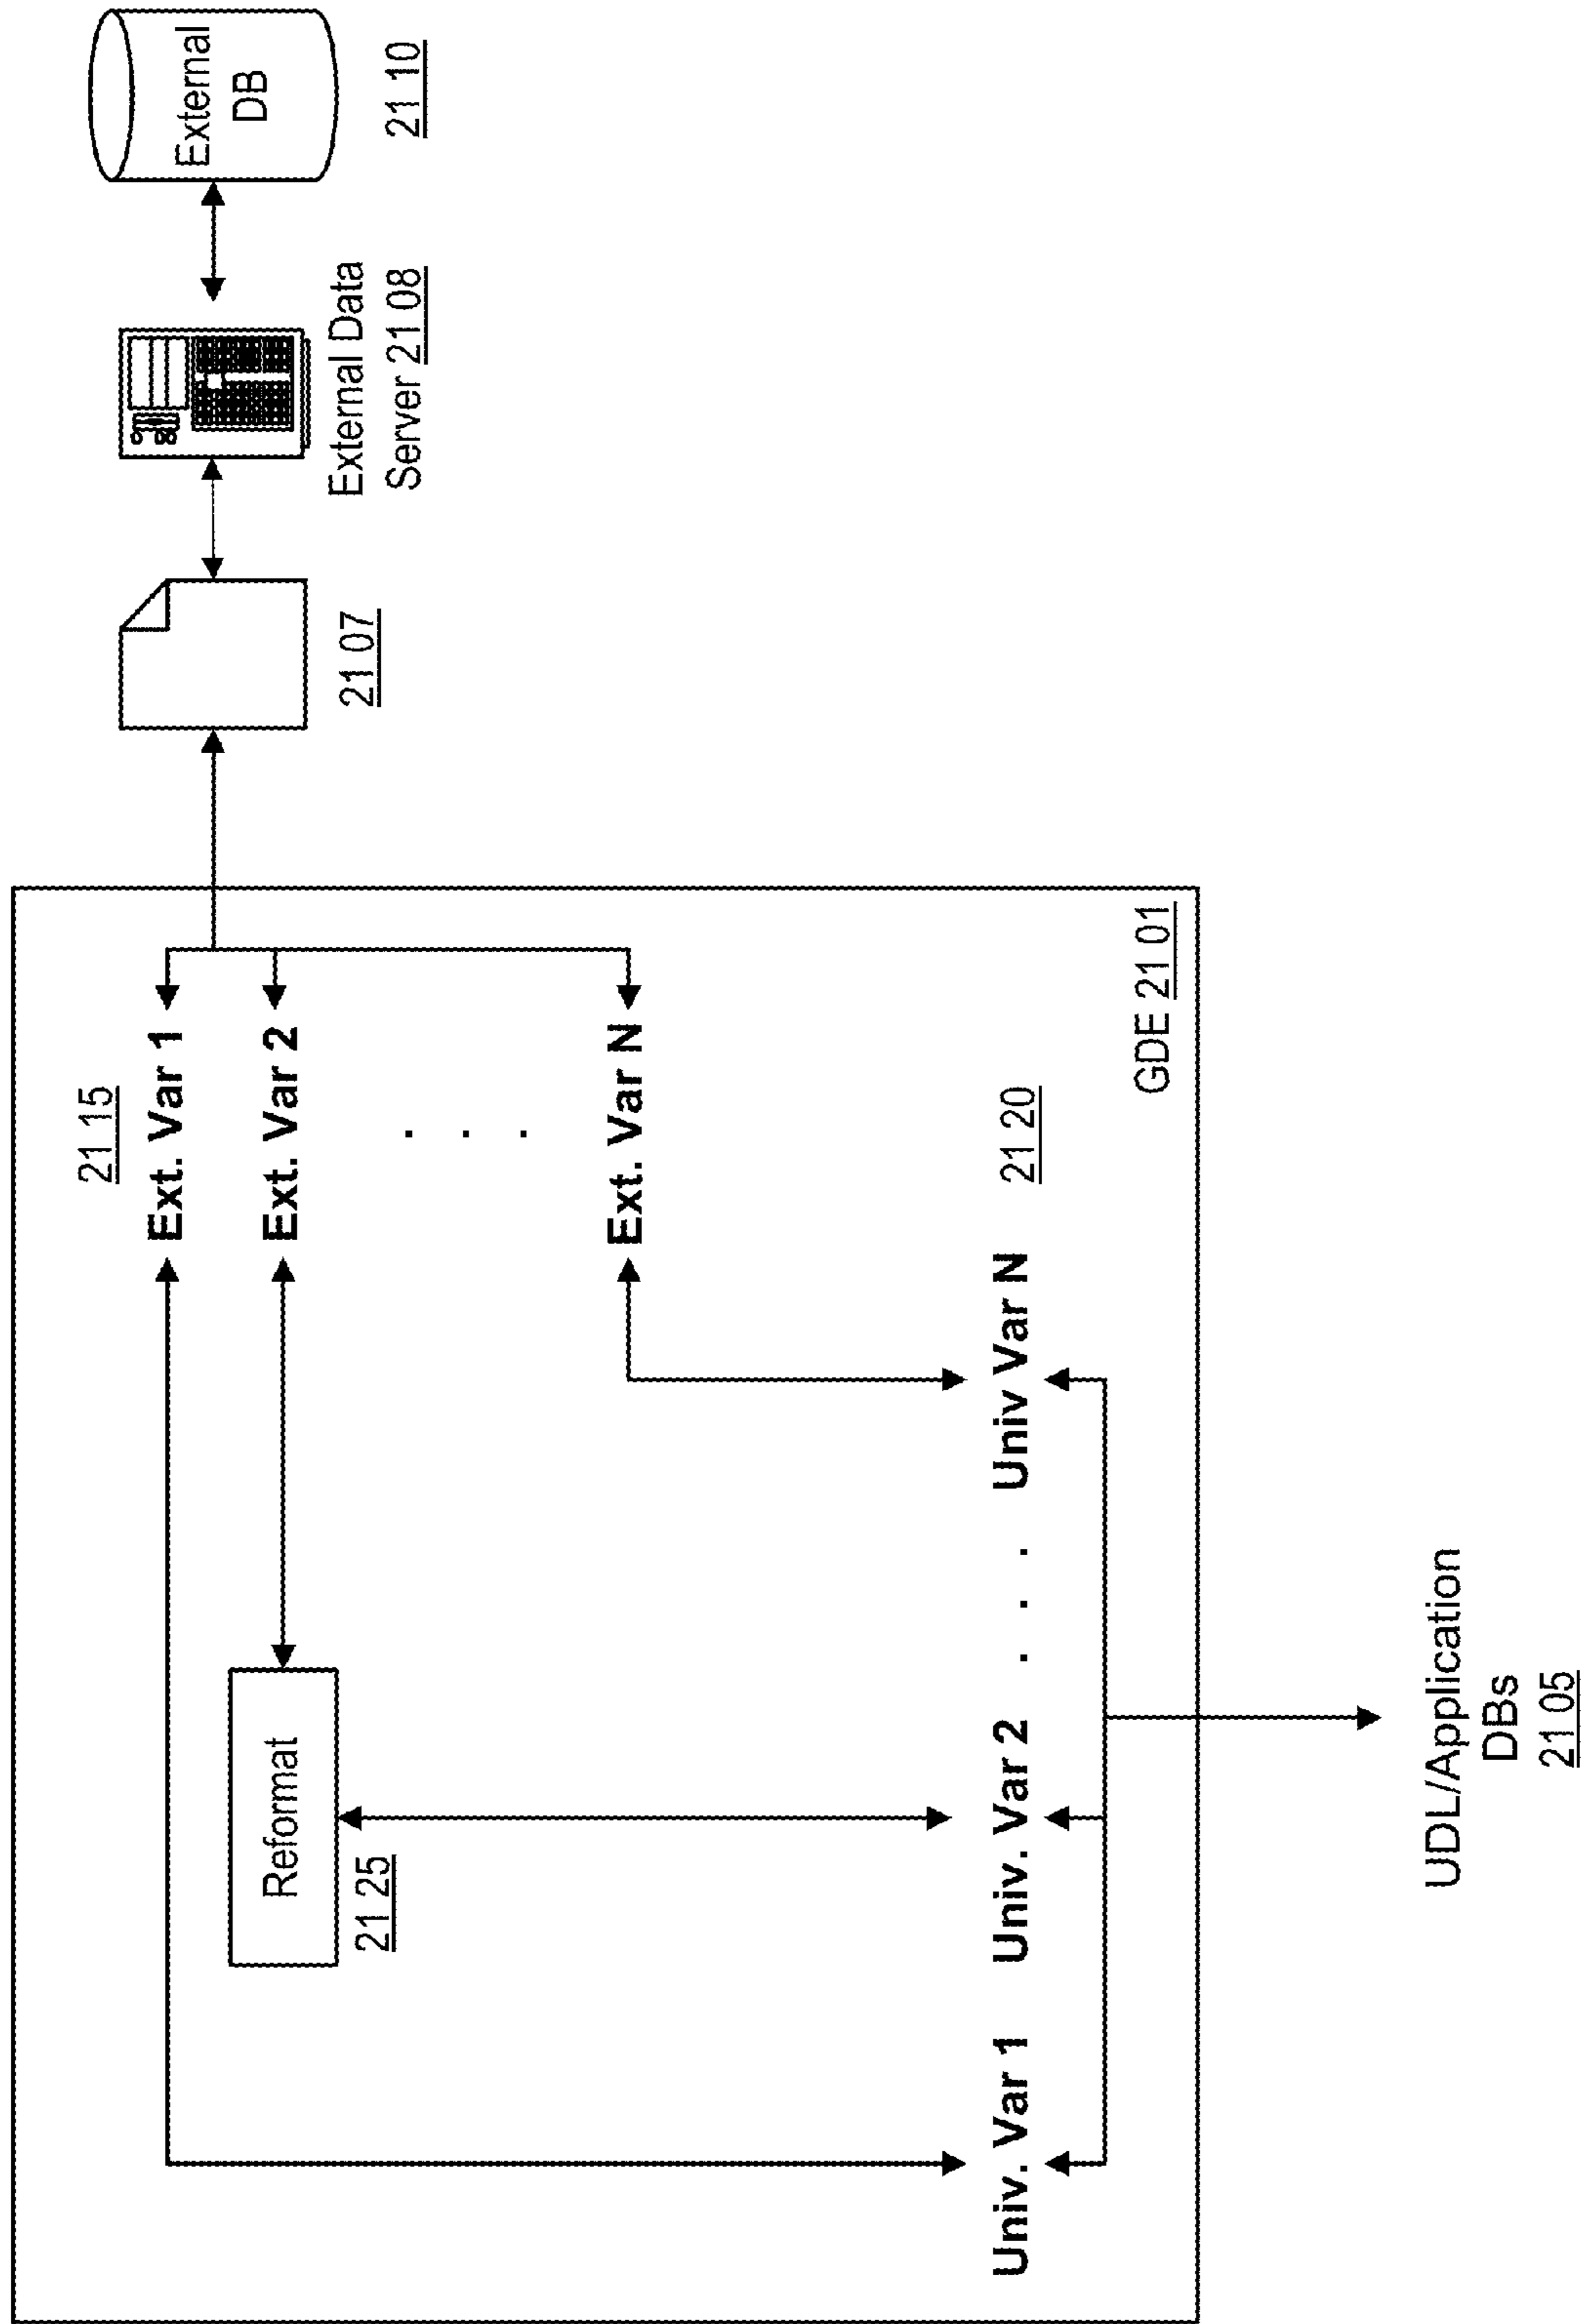 21 15
Ext. Var 1
External
DB
Reformat
Ext. Var 2
21 25
21 07
External Data
Server 21 08
21 10
. . .
Ext. Var N
Univ. Var 1
Univ. Var 2
. . .
Univ Var N
21 20
GDE 21 01
UDL/Application
DBs
21 05